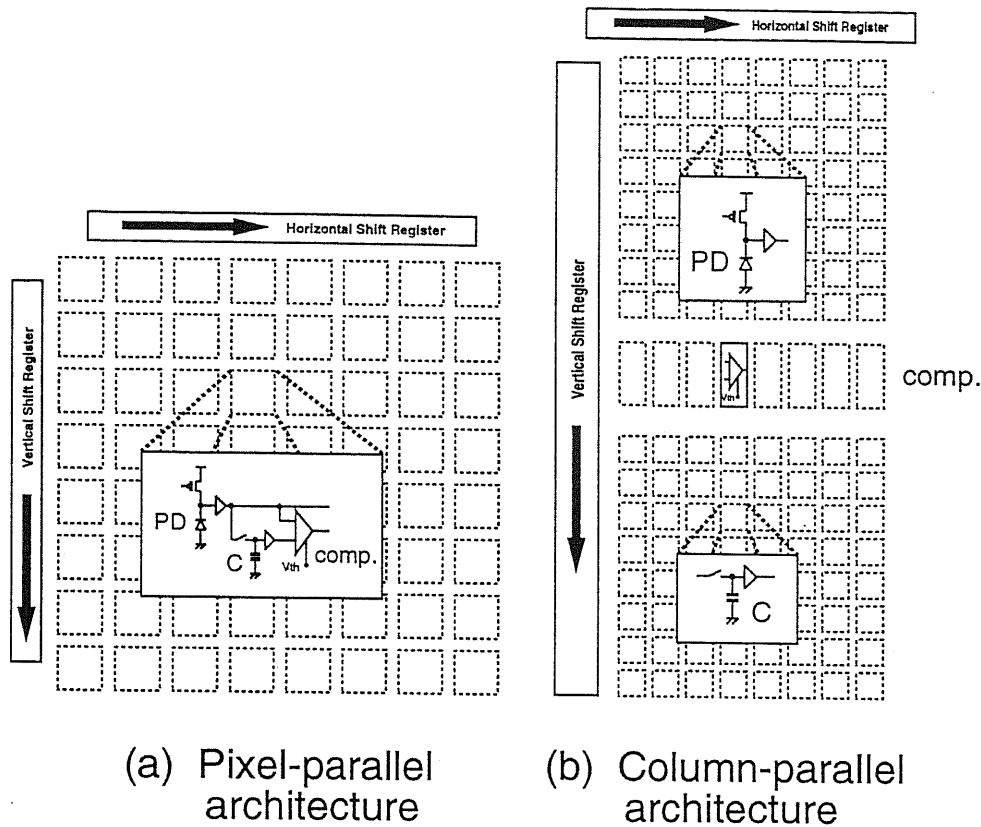 Horizontal Shift Register
Vertical Shift Register
PD
C
Vth
comp.
(a) Pixel-parallel
architecture
Horizontal Shift Register
Vertical Shift Register
PD
Vth
comp.
C
(b) Column-parallel
architecture